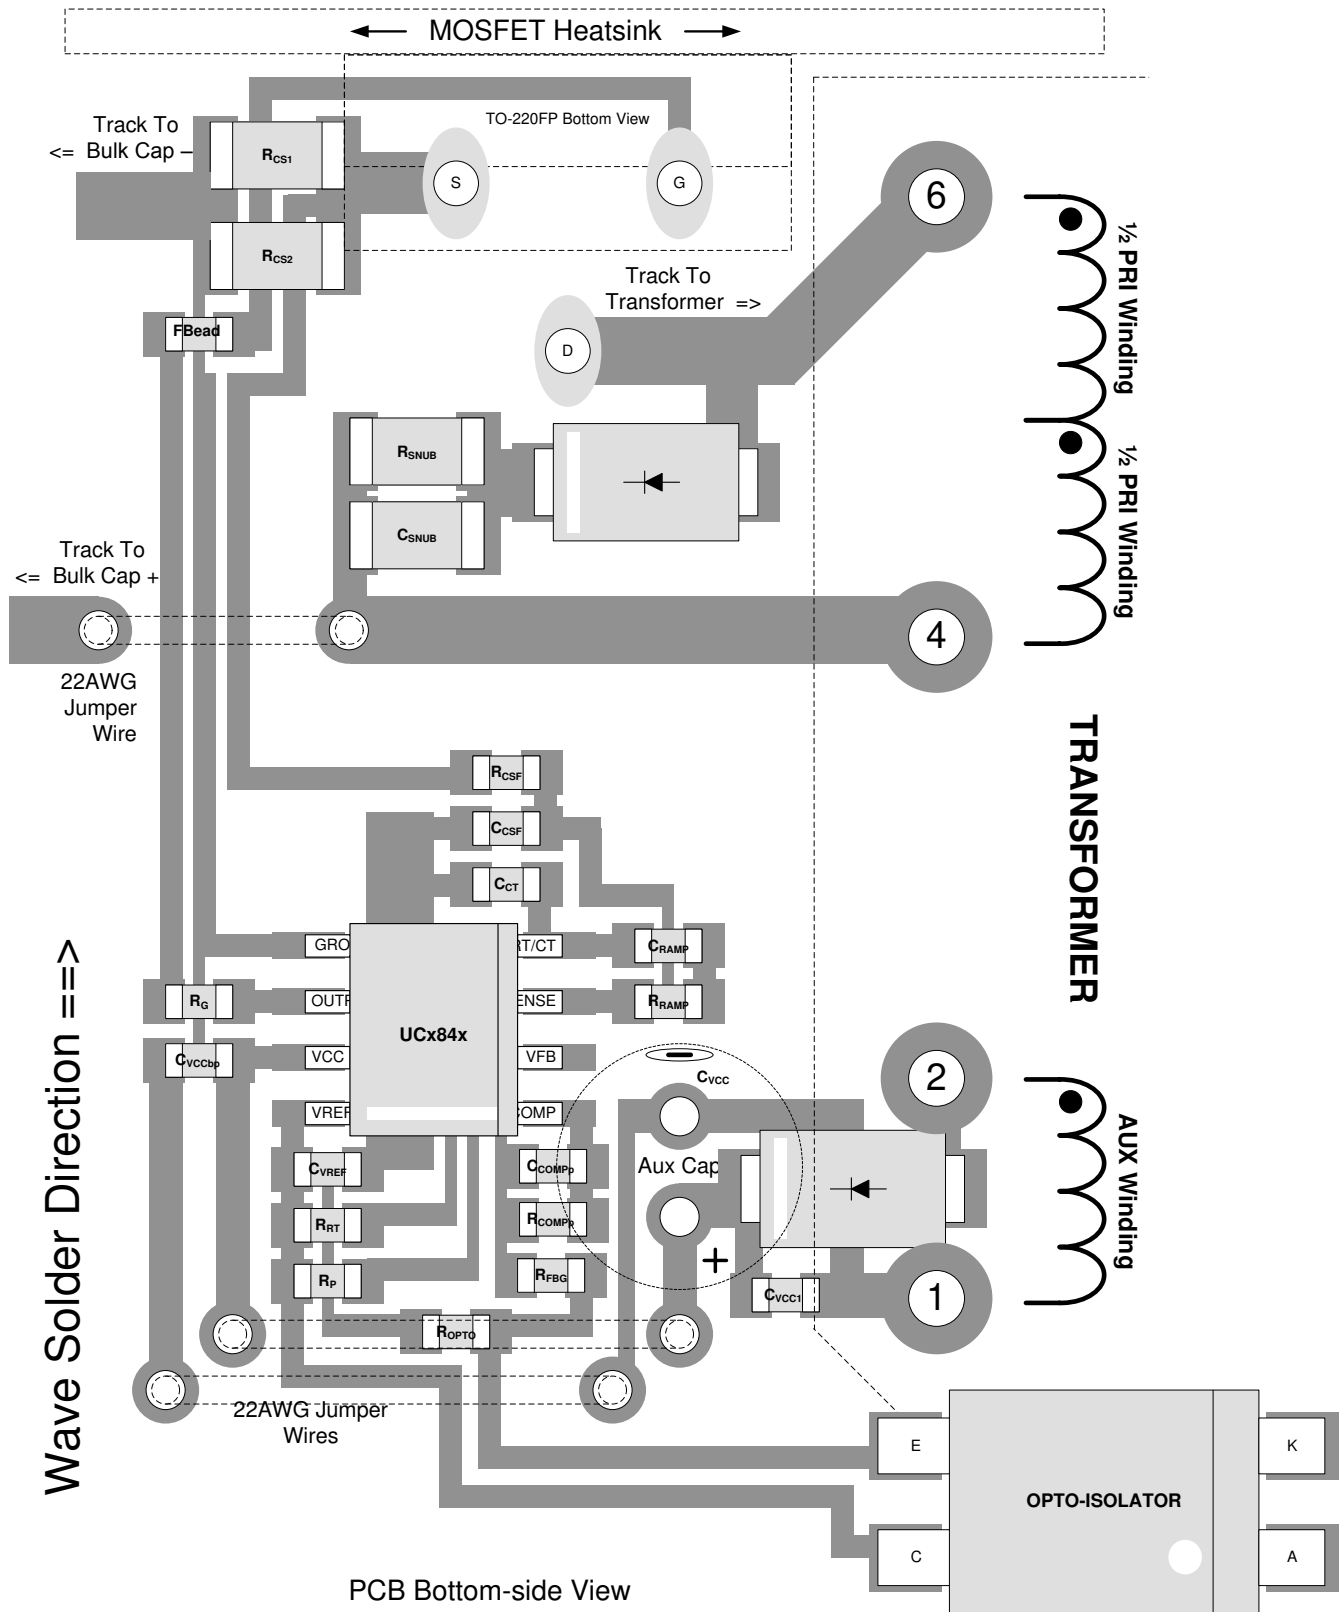 MOSFET Heatsink
TO-220FP Bottom View
Track To
<= Bulk Cap –
RCS1
S
G
6
RCS2
Track To
Transformer =>
½ PRI Winding
FBead
D
RSNUB
½ PRI Winding
CSNUB
Track To
<= Bulk Cap +
4
22AWG
Jumper
Wire
TRANSFORMER
RCSF
CCSF
CCT
GRO
RT/CT
CRAMP
RG
OUTP
ENSE
RRAMP
UCx84x
CVCCbp
VCC
VFB
CVCC
2
VREF
COMP
AUX Winding
CVREF
CCOMPp
Aux Cap
RRT
RCOMPp
+
RP
RFBG
CVCC1
1
ROPTO
22AWG Jumper
Wires
Wave Solder Direction ==>
E
K
OPTO-ISOLATOR
C
A
PCB Bottom-side View